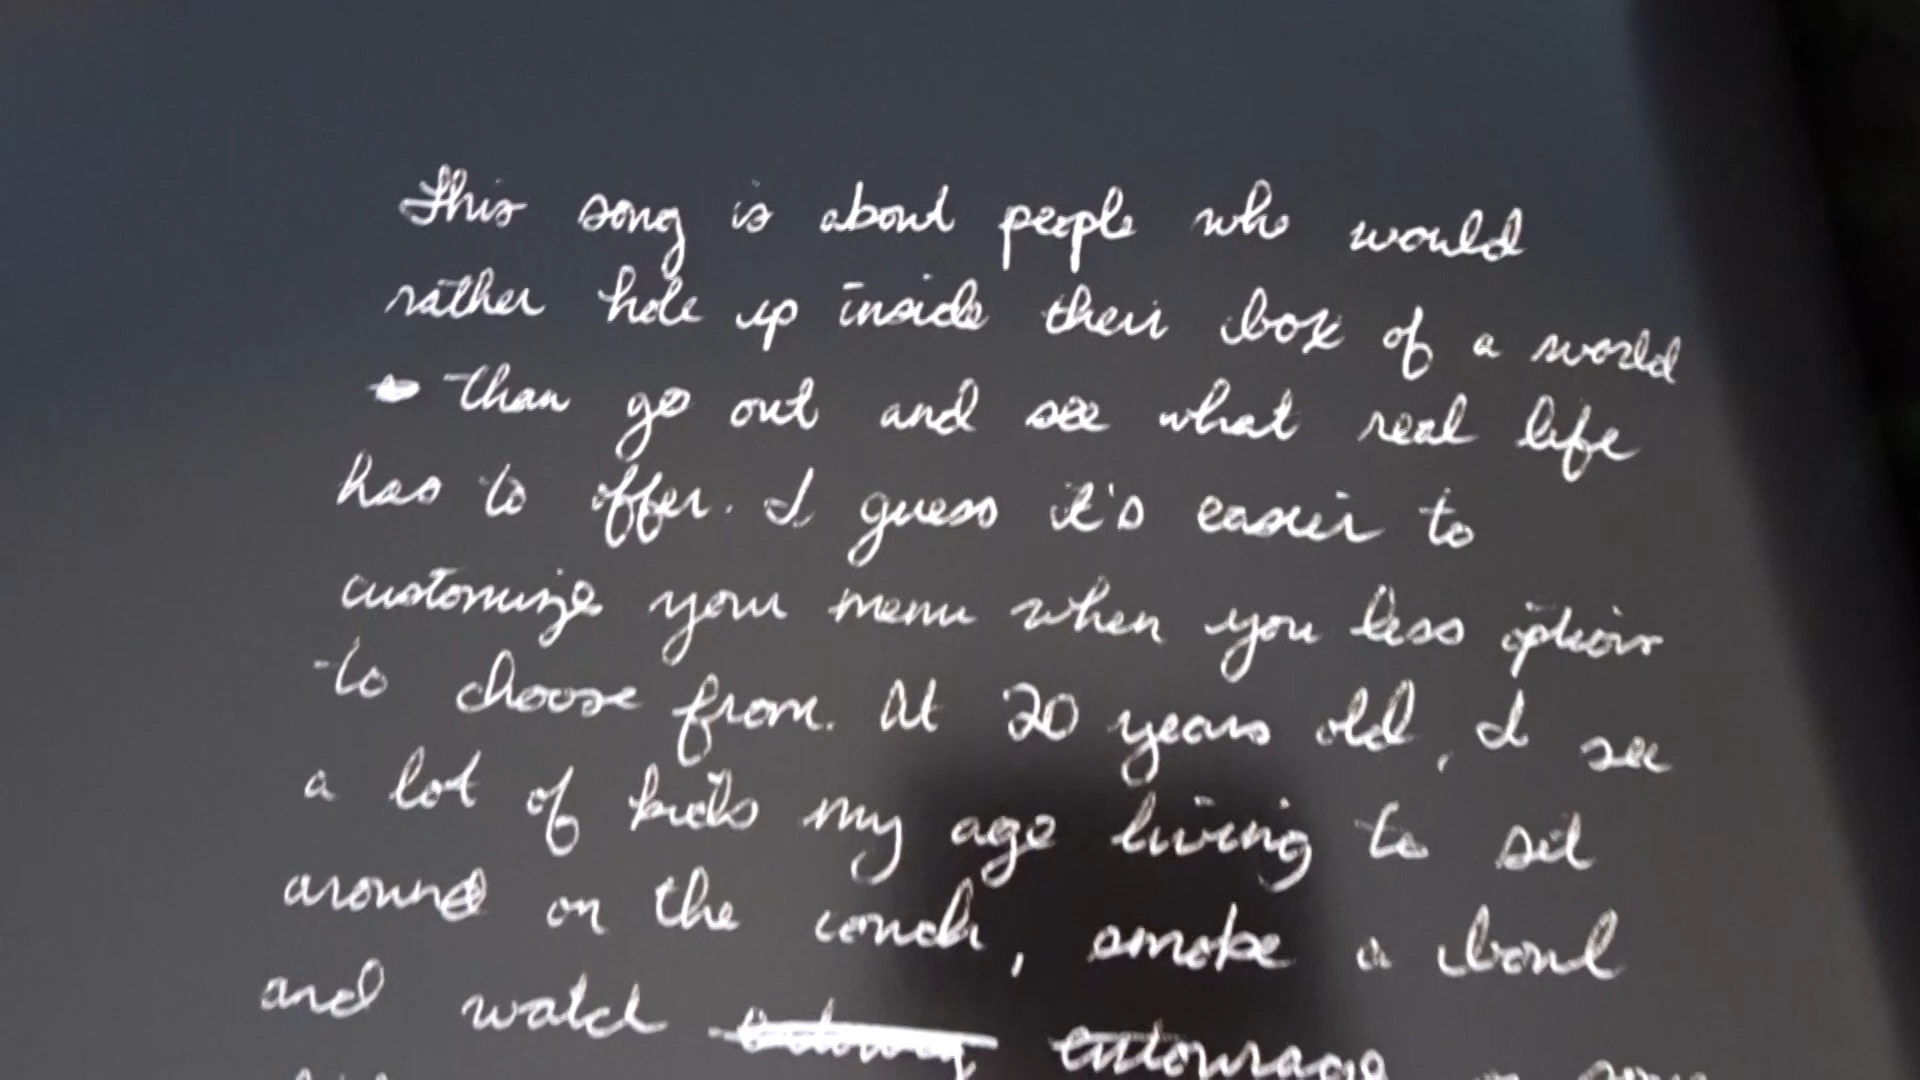 This song is about people who would
rather hole up inside their box of a world
than go out and see what real life
has to offer. I guess it's easier to
customize your menu when you less options
to choose from. At 20 years old, I see
a lot of kids my age living to sit
around on the couch, smoke a bowl
and watch entourage